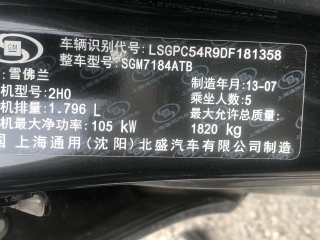 GM
车辆识别代号: LSGPC54R9DF181358
整车型号: SGM7184ATB
雪佛兰 制造年月:13-07
机型号: 2H0 乘坐人数:5
机排量:1.796 L 最大允许总质量:
机最大净功率: 105 kW 1820 kg
国 上海通用(沈阳)北盛汽车有限公司制造